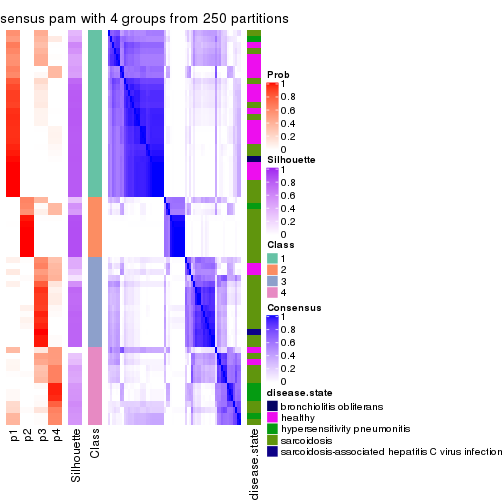 sensus pam with 4 groups from 250 partitions
Prob
1
0.8
0.6
0.4
0.2
0
Silhouette
1
0.8
0.6
0.4
0.2
0
Class
1
2
3
4
Consensus
1
0.8
0.6
0.4
0.2
0
disease.state
bronchiolitis obliterans
healthy
hypersensitivity pneumonitis
sarcoidosis
sarcoidosis-associated hepatitis C virus infection
p1
p2
p3
p4
Silhouette
Class
disease.state